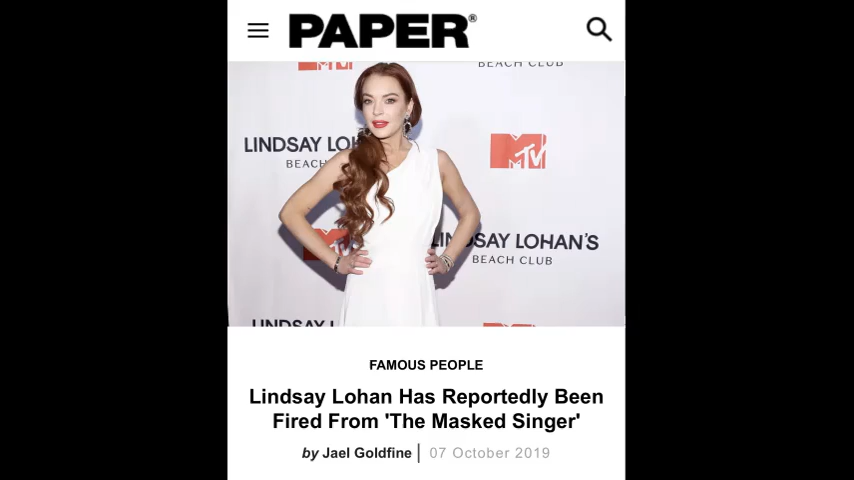 PAPER®
BEACH CLUB
LINDSAY LOH
BEACH
MTV
LINDSAY LOHAN'S
BEACH CLUB
LINDSAY L
FAMOUS PEOPLE
Lindsay Lohan Has Reportedly Been
Fired From 'The Masked Singer'
by Jael Goldfine | 07 October 2019